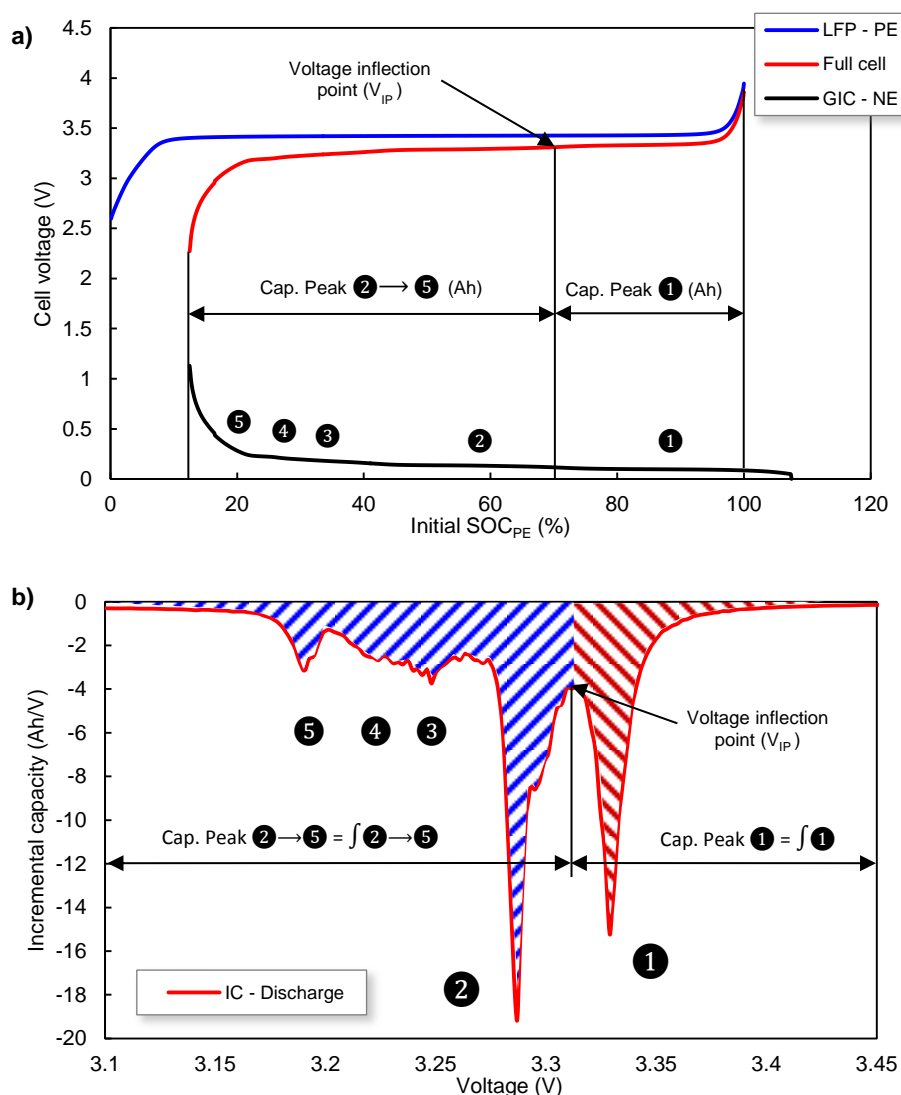 a)
LFP - PE
Full cell
GIC - NE
Voltage inflection
point (VIP)
4.5
4
3.5
3
2.5
2
1.5
1
0.5
0
Cell voltage (V)
Cap. Peak ❷ → ❺ (Ah)
Cap. Peak ❶ (Ah)
❺ ❹ ❸ ❷ ❶
0 20 40 60 80 100 120
Initial SOCPE (%)
b)
0
-2
-4
-6
-8
-10
-12
-14
-16
-18
-20
Incremental capacity (Ah/V)
❺ ❹ ❸
Voltage inflection
point (VIP)
Cap. Peak ❷→❺ = ∫ ❷→❺
Cap. Peak ❶ = ∫ ❶
❷ ❶
IC - Discharge
3.1 3.15 3.2 3.25 3.3 3.35 3.4 3.45
Voltage (V)